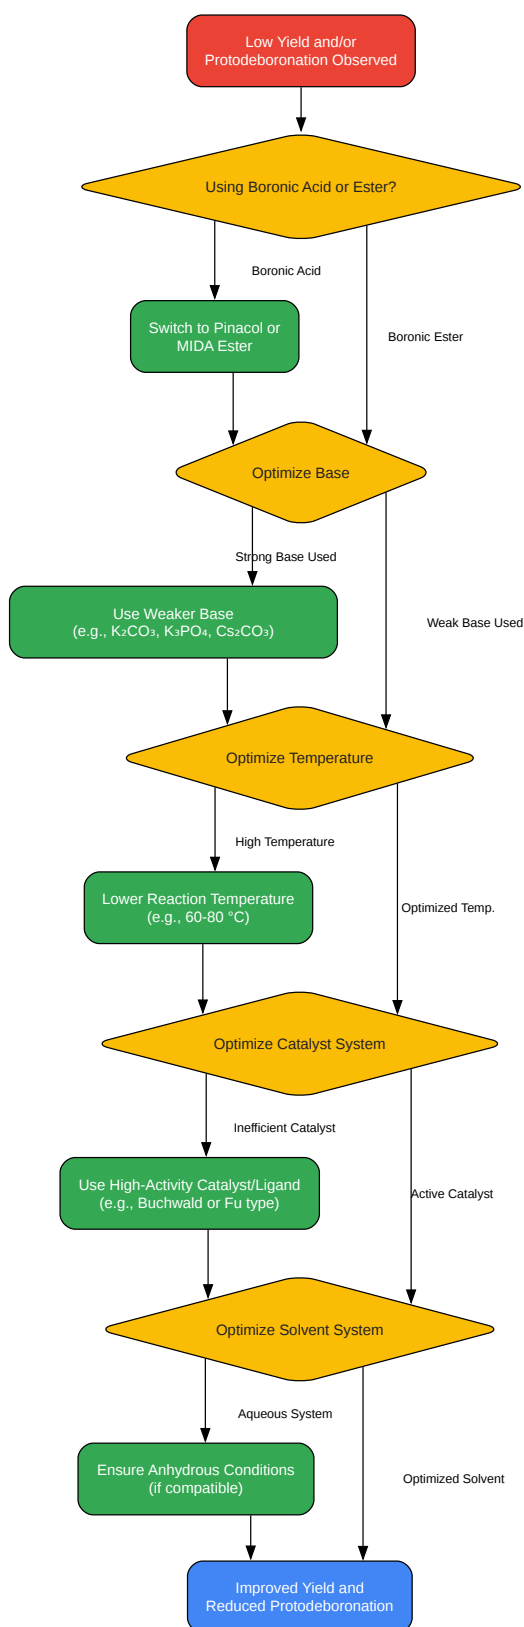 Low Yield and/or
Protodeboronation Observed
Using Boronic Acid or Ester?
Boronic Acid
Switch to Pinacol or
MIDA Ester
Boronic Ester
Optimize Base
Strong Base Used
Use Weaker Base
(e.g., K₂CO₃, K₃PO₄, Cs₂CO₃)
Weak Base Used
Optimize Temperature
High Temperature
Lower Reaction Temperature
(e.g., 60-80 °C)
Optimized Temp.
Optimize Catalyst System
Inefficient Catalyst
Use High-Activity Catalyst/Ligand
(e.g., Buchwald or Fu type)
Active Catalyst
Optimize Solvent System
Aqueous System
Ensure Anhydrous Conditions
(if compatible)
Optimized Solvent
Improved Yield and
Reduced Protodeboronation